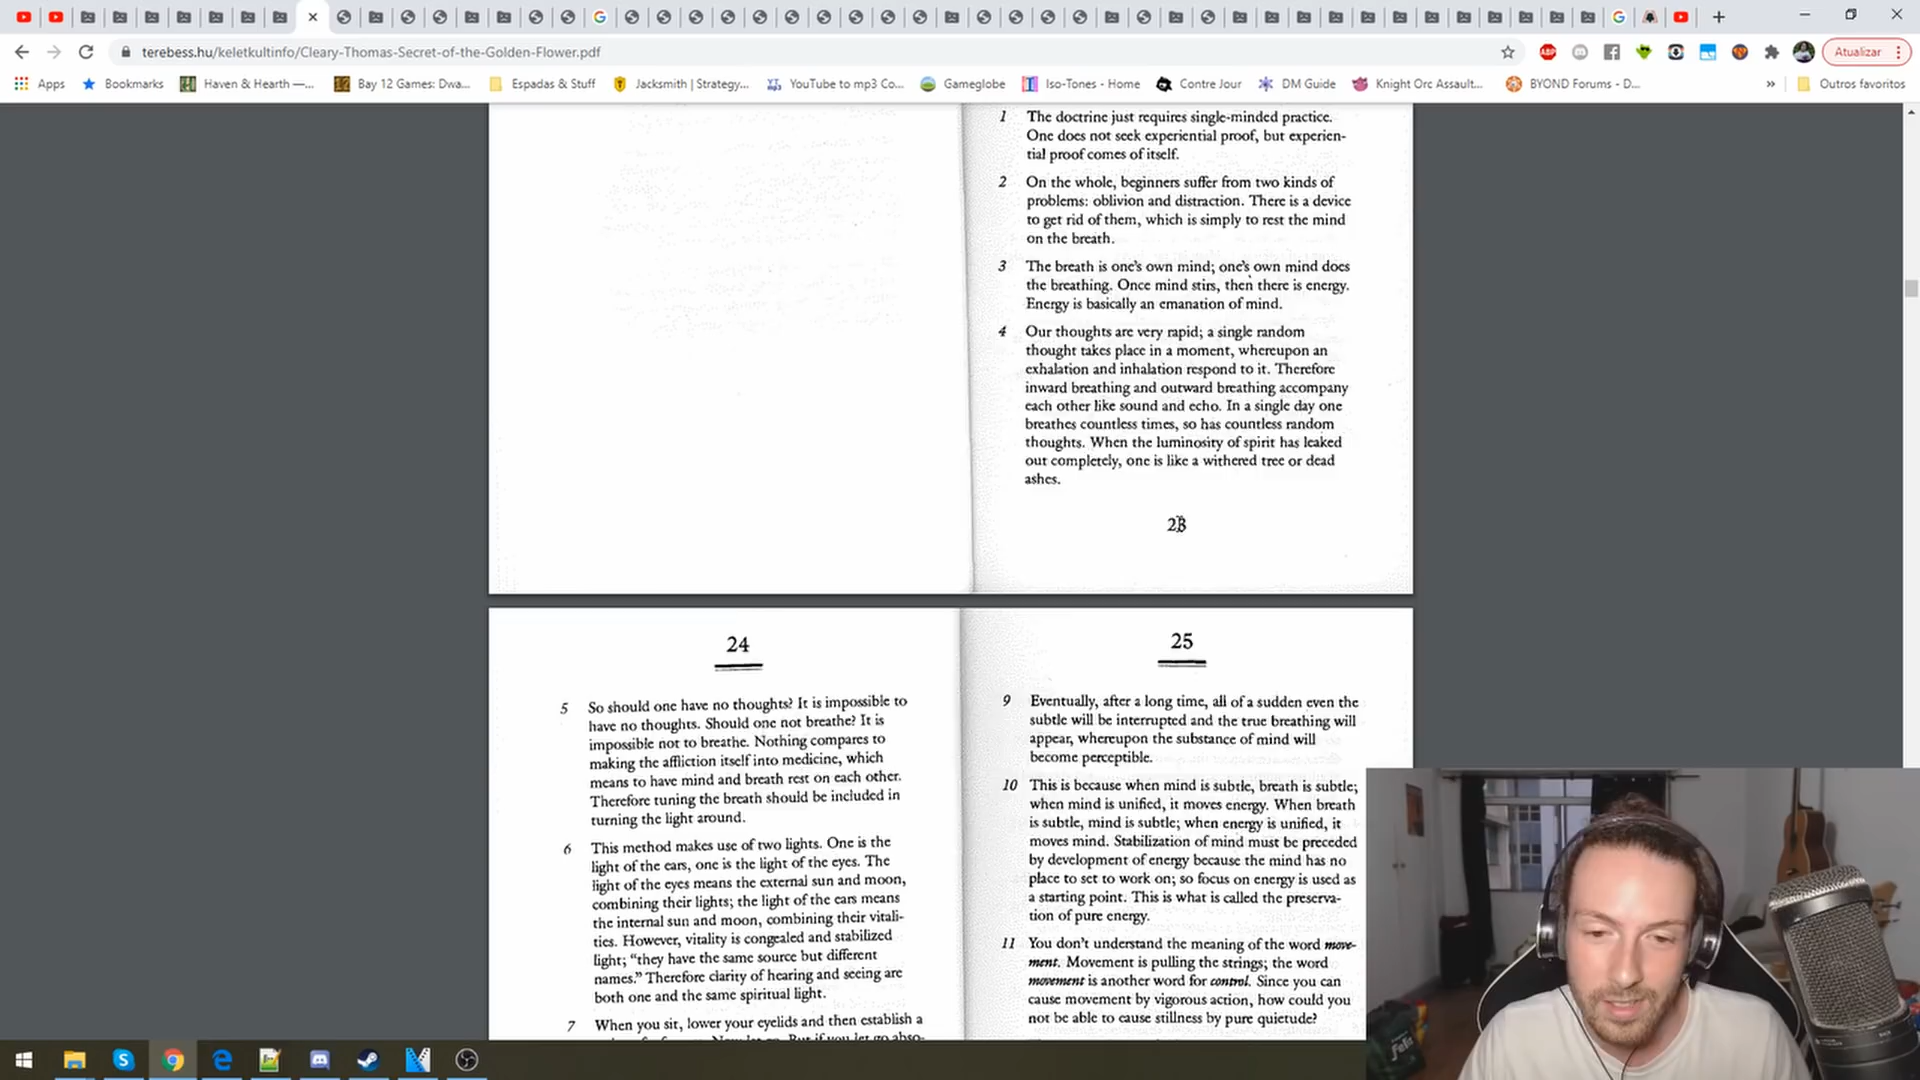 terebess.hu/keletkultinfo/Cleary-Thomas-Secret-of-the-Golden-Flower.pdf
Atualizar
Apps
Bookmarks
Haven & Hearth —...
Bay 12 Games: Dwa...
Espadas & Stuff
Jacksmith | Strategy...
YouTube to mp3 Co...
Gameglobe
Iso-Tones - Home
Contre Jour
DM Guide
Knight Orc Assault...
BYOND Forums - D...
»
Outros favoritos
1 The doctrine just requires single-minded practice.
One does not seek experiential proof, but experien-
tial proof comes of itself.
2 On the whole, beginners suffer from two kinds of
problems: oblivion and distraction. There is a device
to get rid of them, which is simply to rest the mind
on the breath.
3 The breath is one's own mind; one's own mind does
the breathing. Once mind stirs, then there is energy.
Energy is basically an emanation of mind.
4 Our thoughts are very rapid; a single random
thought takes place in a moment, whereupon an
exhalation and inhalation respond to it. Therefore
inward breathing and outward breathing accompany
each other like sound and echo. In a single day one
breathes countless times, so has countless random
thoughts. When the luminosity of spirit has leaked
out completely, one is like a withered tree or dead
ashes.
23
24
5 So should one have no thoughts? It is impossible to
have no thoughts. Should one not breathe? It is
impossible not to breathe. Nothing compares to
making the affliction itself into medicine, which
means to have mind and breath rest on each other.
Therefore tuning the breath should be included in
turning the light around.
6 This method makes use of two lights. One is the
light of the ears, one is the light of the eyes. The
light of the eyes means the external sun and moon,
combining their lights; the light of the ears means
the internal sun and moon, combining their vitali-
ties. However, vitality is congealed and stabilized
light; "they have the same source but different
names." Therefore clarity of hearing and seeing are
both one and the same spiritual light.
7 When you sit, lower your eyelids and then establish a
25
9 Eventually, after a long time, all of a sudden even the
subtle will be interrupted and the true breathing will
appear, whereupon the substance of mind will
become perceptible.
10 This is because when mind is subtle, breath is subtle;
when mind is unified, it moves energy. When breath
is subtle, mind is subtle; when energy is unified, it
moves mind. Stabilization of mind must be preceded
by development of energy because the mind has no
place to set to work on; so focus on energy is used as
a starting point. This is what is called the preserva-
tion of pure energy.
11 You don't understand the meaning of the word move-
ment. Movement is pulling the strings; the word
movement is another word for control. Since you can
cause movement by vigorous action, how could you
not be able to cause stillness by pure quietude?